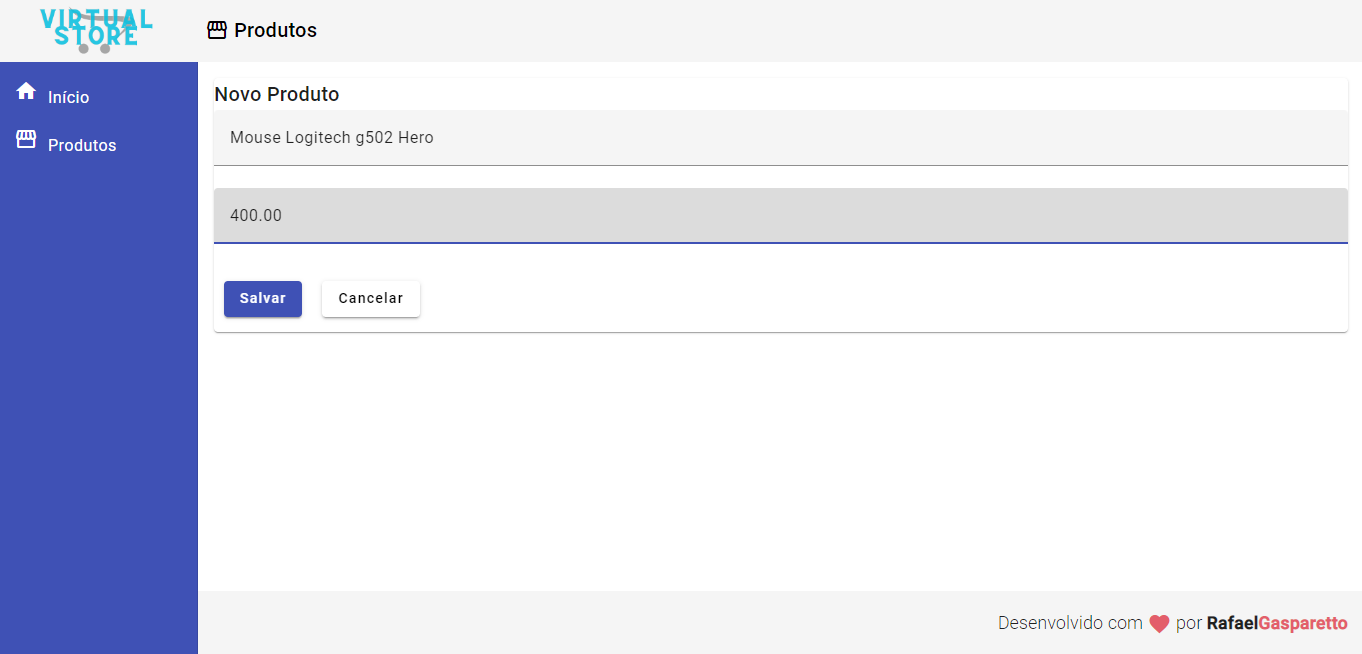 VIRTUAL
STORE
Produtos
Início
Produtos
Novo Produto
Mouse Logitech g502 Hero
400.00
Salvar Cancelar
Desenvolvido com por RafaelGasparetto